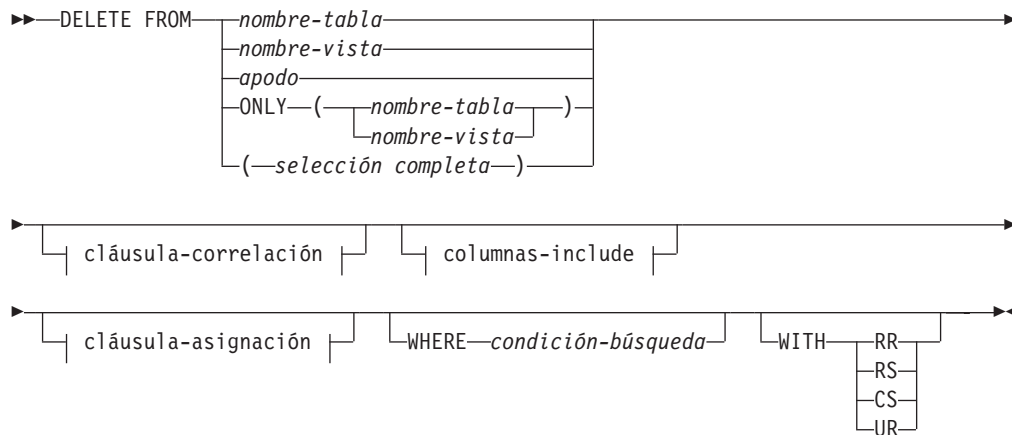 DELETE FROM nombre-tabla
nombre-vista
apodo
ONLY ( nombre-tabla )
nombre-vista
( selección completa )
cláusula-correlación columnas-include
cláusula-asignación WHERE condición-búsqueda WITH RR
RS
CS
UR